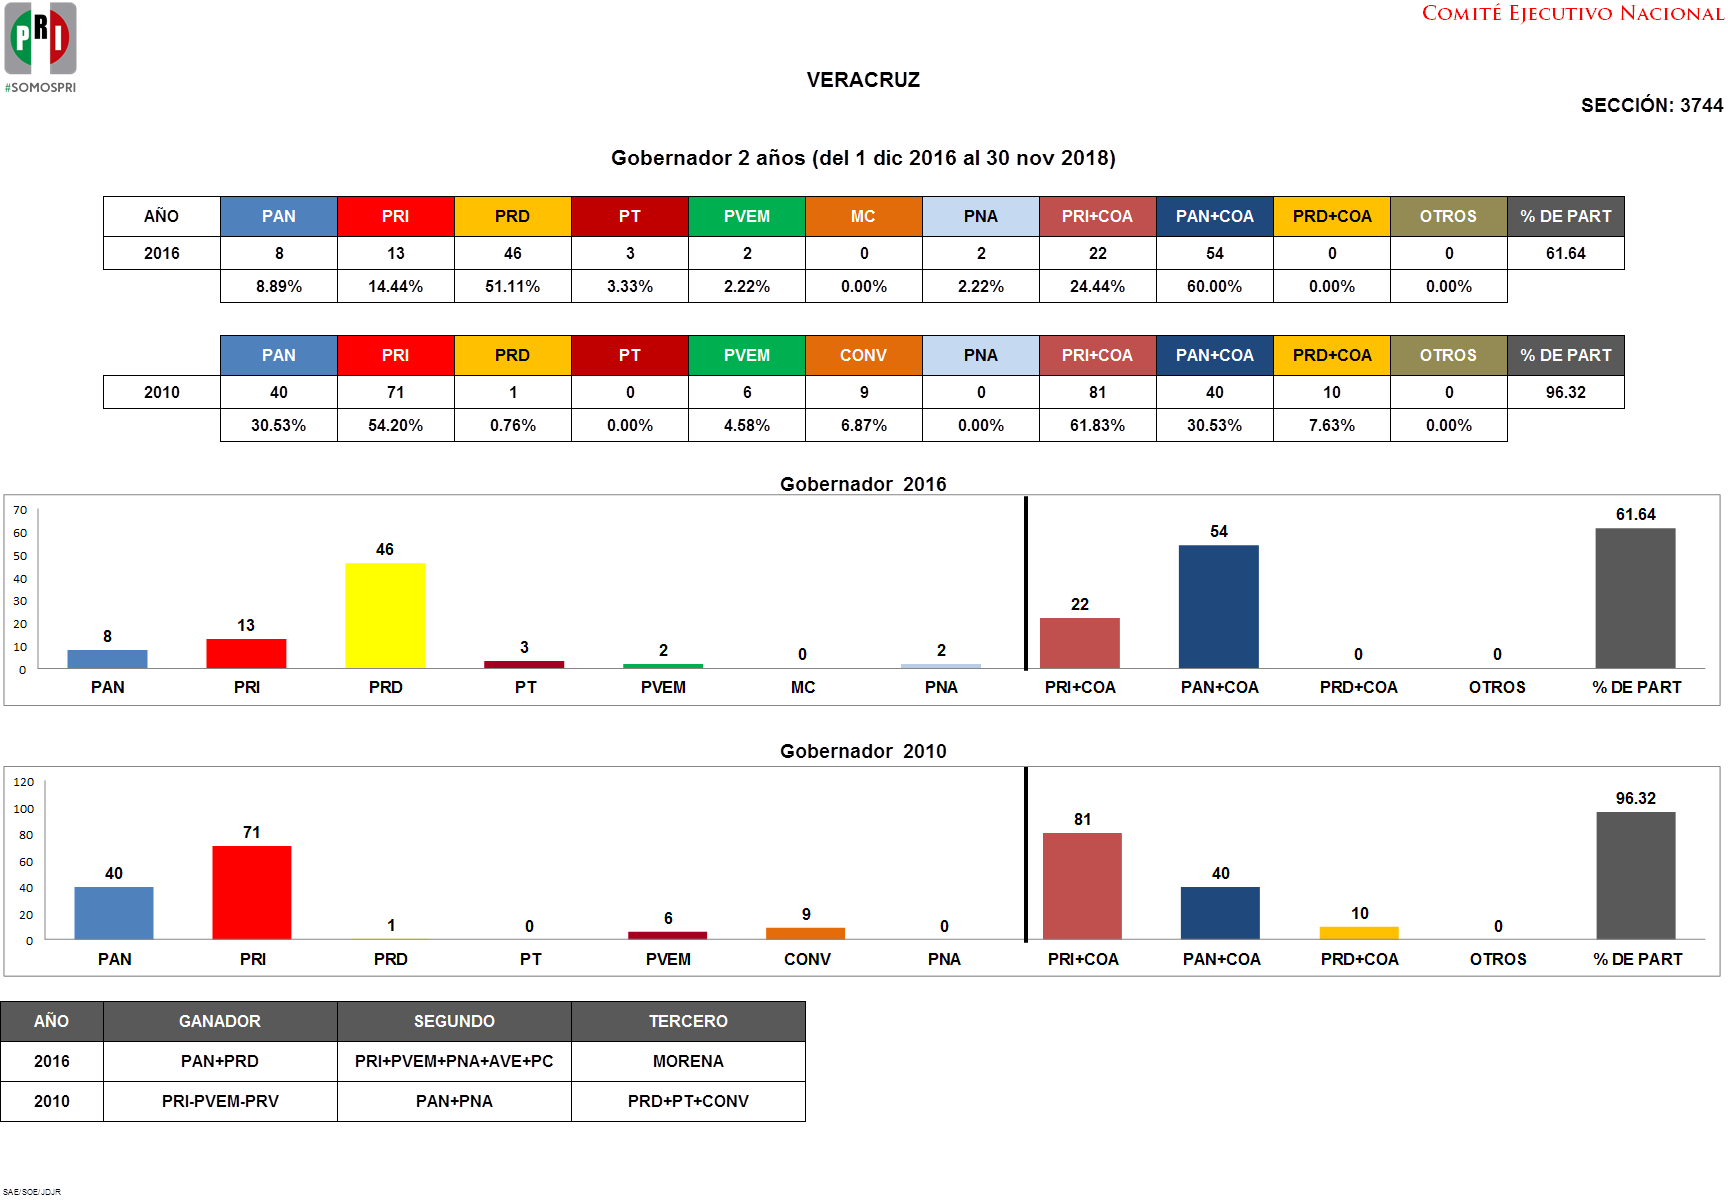 PRI
#SOMOSPRI
COMITÉ EJECUTIVO NACIONAL
VERACRUZ
SECCIÓN: 3744
Gobernador 2 años (del 1 dic 2016 al 30 nov 2018)
AÑO PAN PRI PRD PT PVEM MC PNA PRI+COA PAN+COA PRD+COA OTROS % DE PART
2016 8 13 46 3 2 0 2 22 54 0 0 61.64
8.89% 14.44% 51.11% 3.33% 2.22% 0.00% 2.22% 24.44% 60.00% 0.00% 0.00%
PAN PRI PRD PT PVEM CONV PNA PRI+COA PAN+COA PRD+COA OTROS % DE PART
2010 40 71 1 0 6 9 0 81 40 10 0 96.32
30.53% 54.20% 0.76% 0.00% 4.58% 6.87% 0.00% 61.83% 30.53% 7.63% 0.00%
Gobernador 2016
70
60
50
40
30
20
10
0
8 13 46 3 2 0 2 22 54 0 0 61.64
PAN PRI PRD PT PVEM MC PNA PRI+COA PAN+COA PRD+COA OTROS % DE PART
Gobernador 2010
120
100
80
60
40
20
0
40 71 1 0 6 9 0 81 40 10 0 96.32
PAN PRI PRD PT PVEM CONV PNA PRI+COA PAN+COA PRD+COA OTROS % DE PART
AÑO GANADOR SEGUNDO TERCERO
2016 PAN+PRD PRI+PVEM+PNA+AVE+PC MORENA
2010 PRI-PVEM-PRV PAN+PNA PRD+PT+CONV
SAE/SOE/JDJR